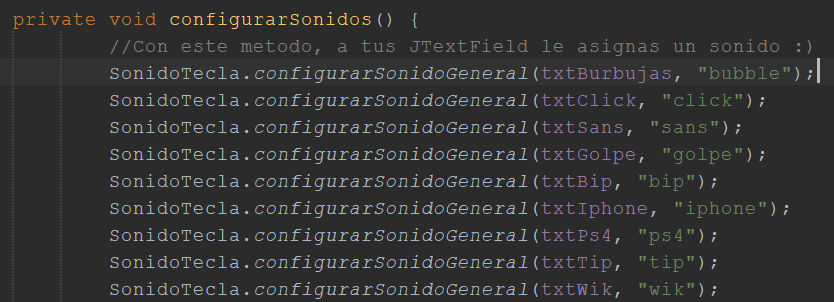 private void configurarSonidos() {
//Con este metodo, a tus JTextField le asignas un sonido :)
SonidoTecla.configurarSonidoGeneral(txtBurbujas, "bubble");
SonidoTecla.configurarSonidoGeneral(txtClick, "click");
SonidoTecla.configurarSonidoGeneral(txtSans, "sans");
SonidoTecla.configurarSonidoGeneral(txtGolpe, "golpe");
SonidoTecla.configurarSonidoGeneral(txtBip, "bip");
SonidoTecla.configurarSonidoGeneral(txtIphone, "iphone");
SonidoTecla.configurarSonidoGeneral(txtPs4, "ps4");
SonidoTecla.configurarSonidoGeneral(txtTip, "tip");
SonidoTecla.configurarSonidoGeneral(txtWik, "wik");